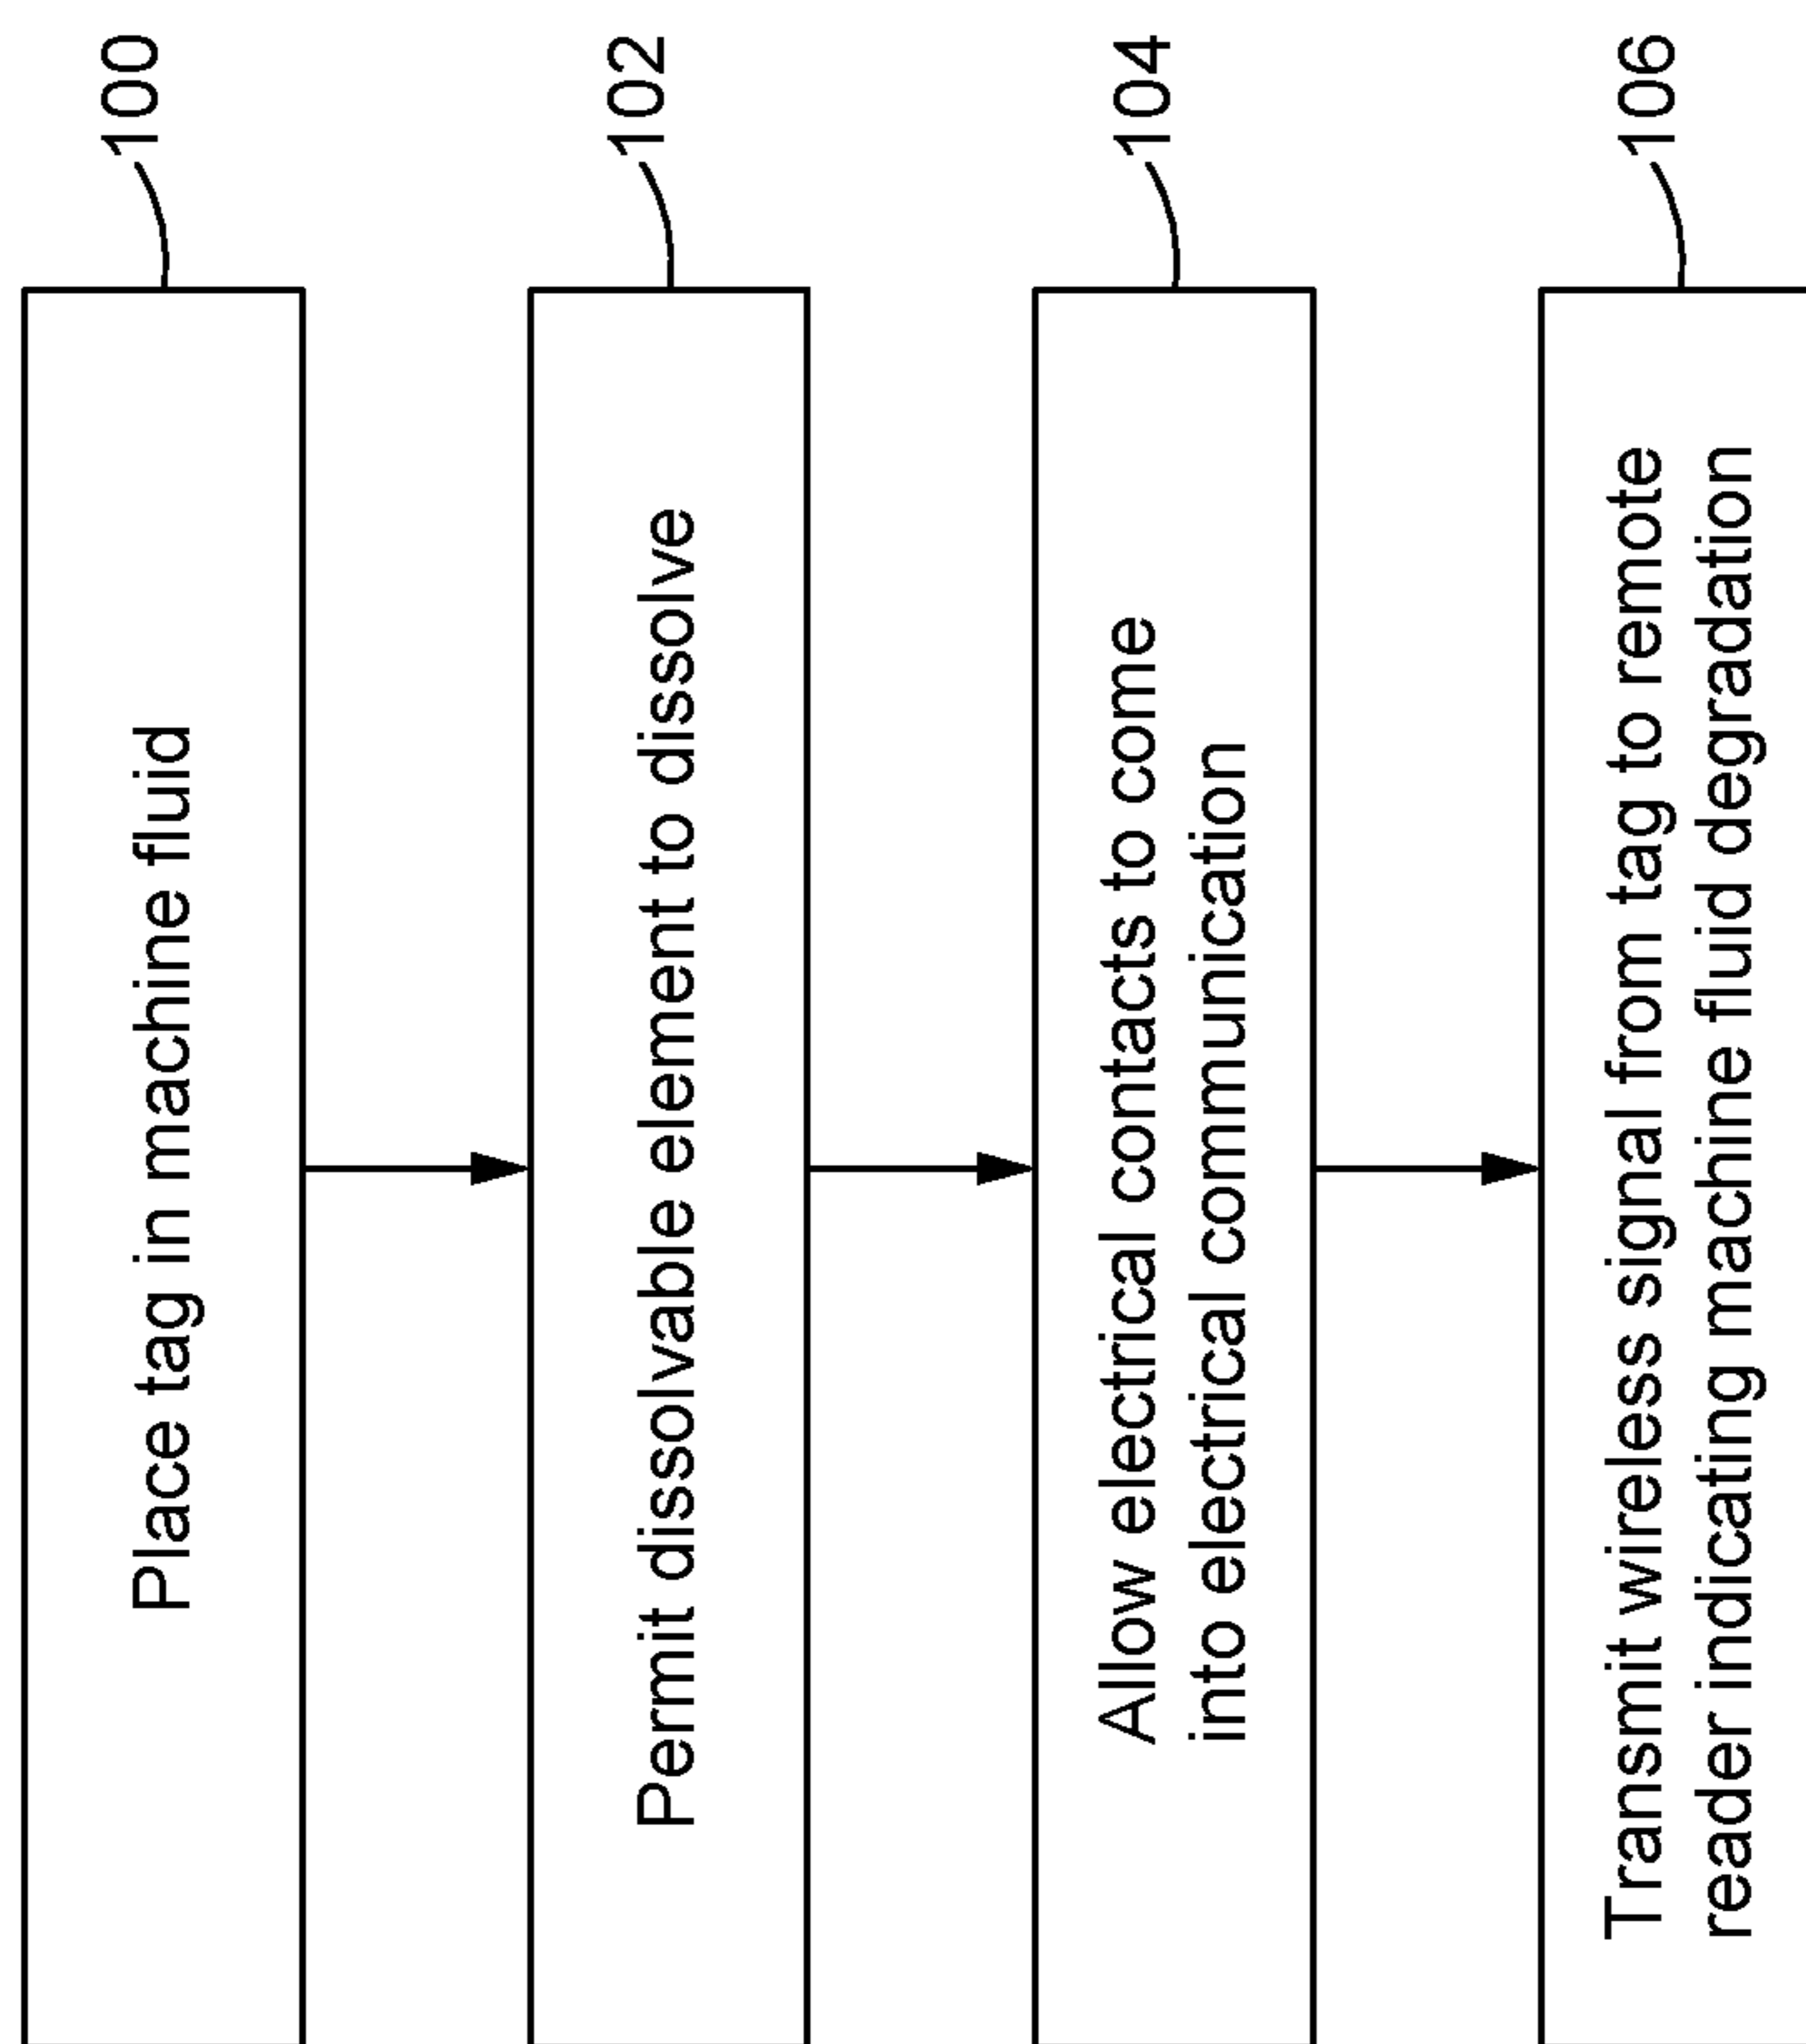 Place tag in machine fluid
100
Permit dissolvable element to dissolve
102
Allow electrical contacts to come
into electrical communication
104
Transmit wireless signal from tag to remote
reader indicating machine fluid degradation
106